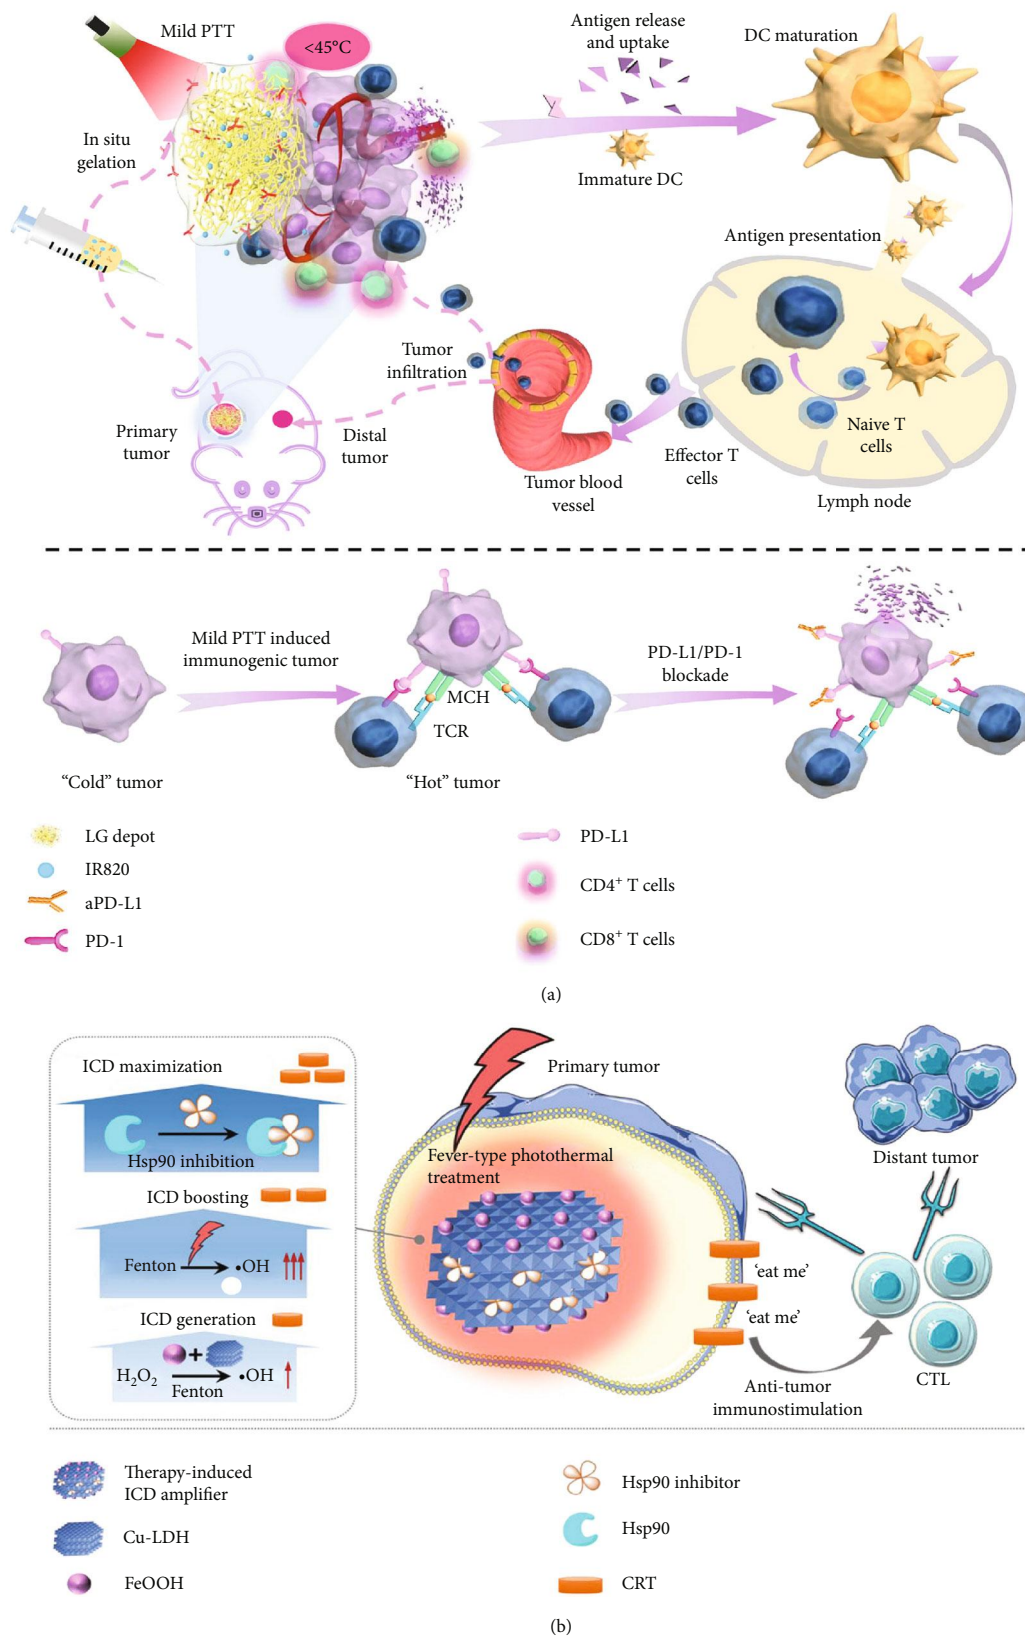 Mild PTT
<45°C
Antigen release
and uptake
DC maturation
In situ
gelation
Immature DC
Antigen presentation
Tumor
infiltration
Primary
tumor
Distal
tumor
Tumor blood
vessel
Effector T
cells
Naive T
cells
Lymph node
Mild PTT induced
immunogenic tumor
PD-L1/PD-1
blockade
MCH
TCR
“Cold” tumor
“Hot” tumor
LG depot
IR820
aPD-L1
PD-1
PD-L1
CD4+ T cells
CD8+ T cells
(a)
ICD maximization
Hsp90 inhibition
ICD boosting
Fenton
•OH
ICD generation
H2O2
Fenton
•OH
Primary tumor
Fever-type photothermal
treatment
Distant tumor
‘eat me’
‘eat me’
Anti-tumor
immunostimulation
CTL
Therapy-induced
ICD amplifier
Cu-LDH
FeOOH
Hsp90 inhibitor
Hsp90
CRT
(b)